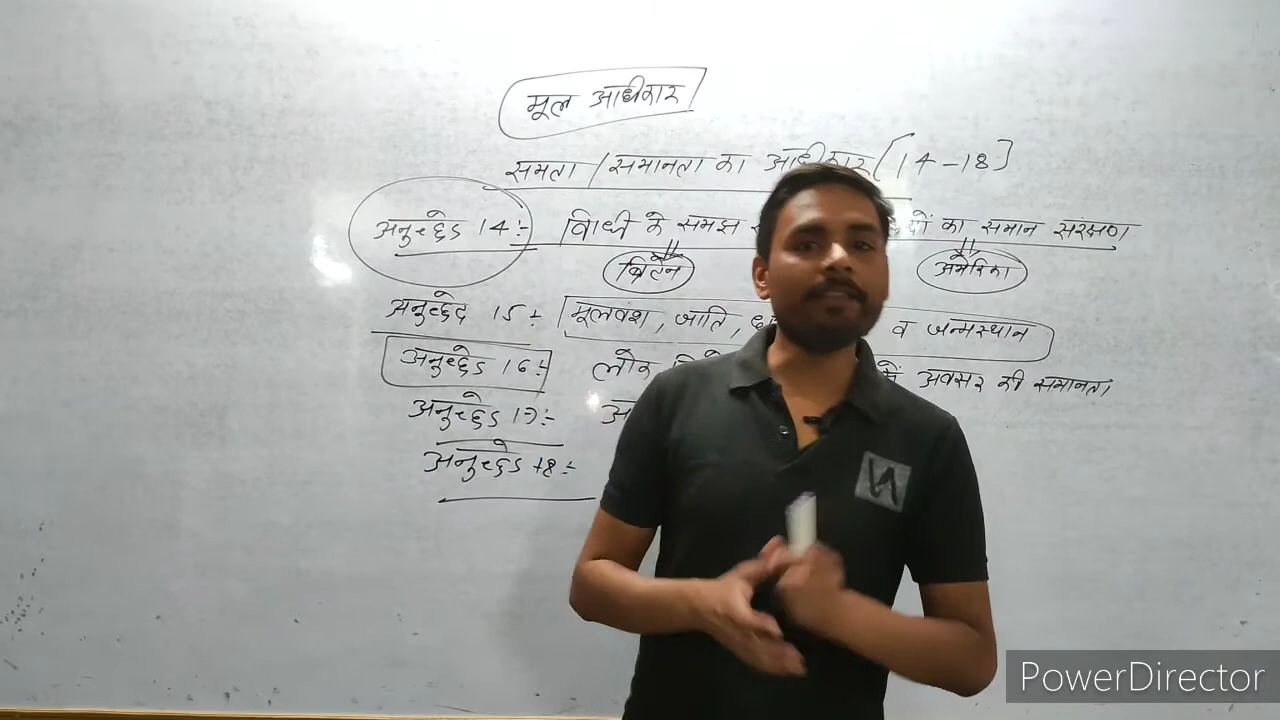 मूल अधिकार
समता / समानता का अधिकार [14-18]
अनुच्छेद 14:- विधी के समक्ष का समान संरक्षण
ब्रिटेन अमेरिका
अनुच्छेद 15:- मूलवंश, जाति, व जन्मस्थान
अनुच्छेद 16:- लोक में अवसर की समानता
अनुच्छेद 17:-
अनुच्छेद 18:-
PowerDirector